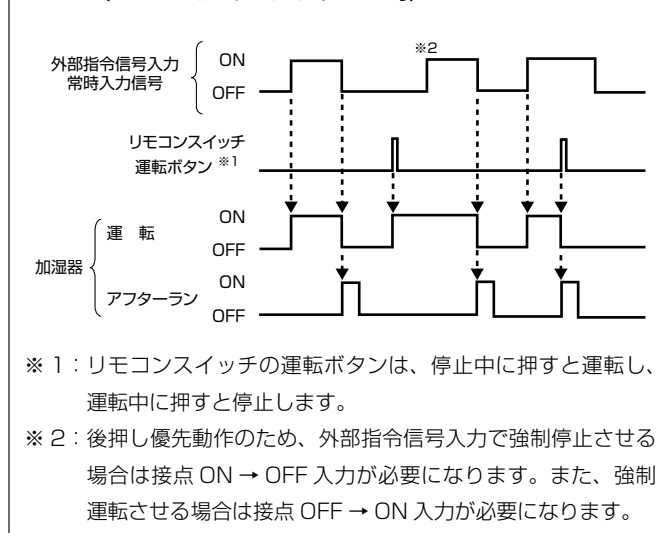 ※2
外部指令信号入力
常時入力信号
ON
OFF
リモコンスイッチ
運転ボタン ※1
加湿器
運 転
ON
OFF
アフターラン
ON
OFF
※ 1：リモコンスイッチの運転ボタンは、停止中に押すと運転し、
運転中に押すと停止します。
※ 2：後押し優先動作のため、外部指令信号入力で強制停止させる
場合は接点 ON → OFF 入力が必要になります。また、強制
運転させる場合は接点 OFF → ON 入力が必要になります。